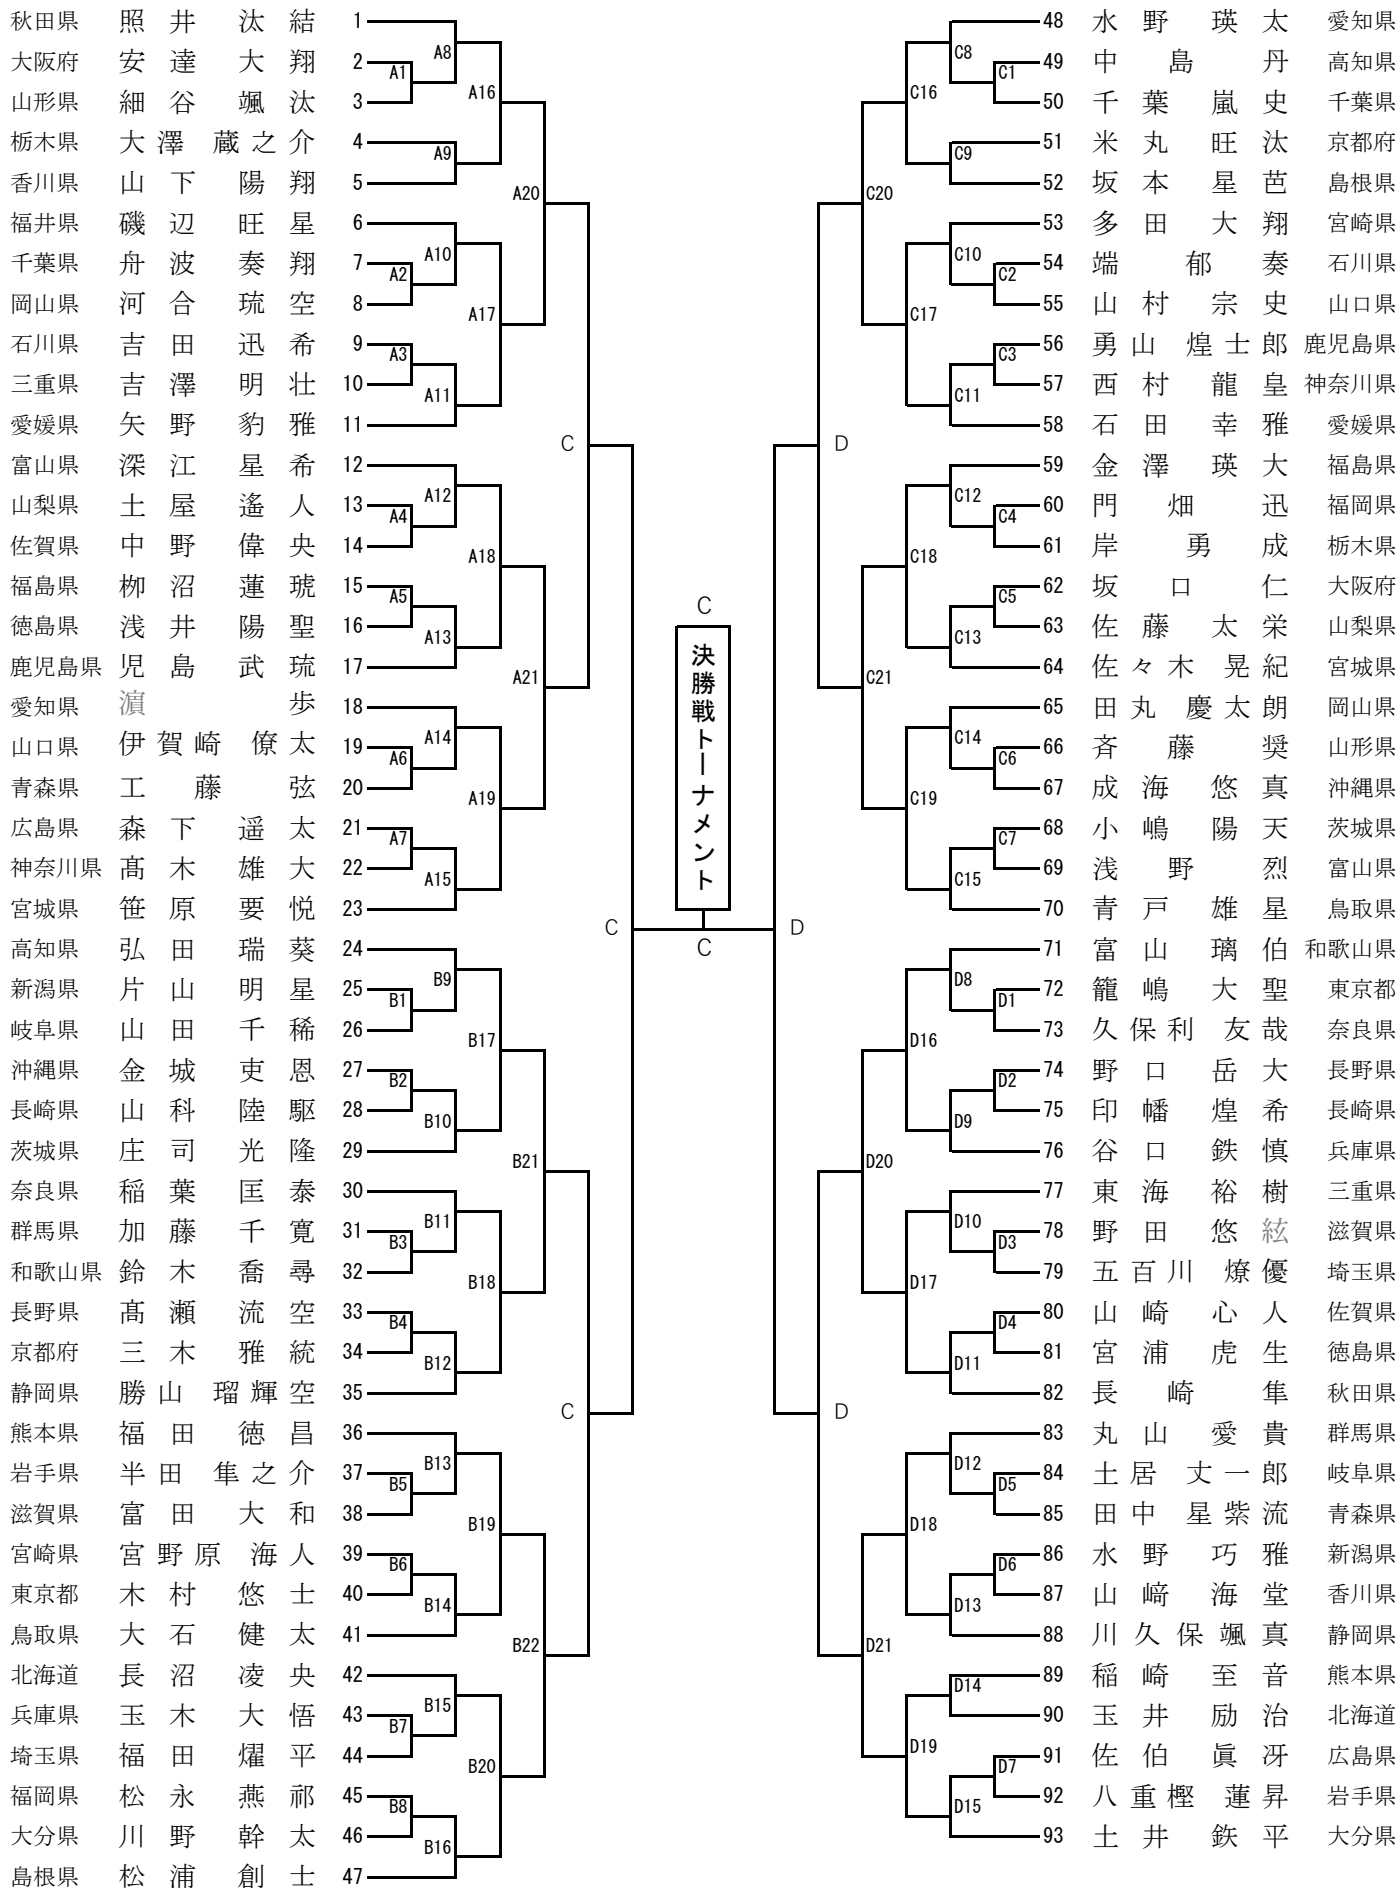 秋田県 照井 汰結 1
大阪府 安達 大翔 2
山形県 細谷 颯汰 3
栃木県 大澤 蔵之介 4
香川県 山下 陽翔 5
福井県 磯辺 旺星 6
千葉県 舟波 奏翔 7
岡山県 河合 琉空 8
石川県 吉田 迅希 9
三重県 吉澤 明壮 10
愛媛県 矢野 豹雅 11
富山県 深江 星希 12
山梨県 土屋 遙人 13
佐賀県 中野 偉央 14
福島県 栁沼 蓮琥 15
徳島県 浅井 陽聖 16
鹿児島県 児島 武琉 17
愛知県 濵 歩 18
山口県 伊賀崎 僚太 19
青森県 工藤 弦 20
広島県 森下 遥太 21
神奈川県 髙木 雄大 22
宮城県 笹原 要悦 23
高知県 弘田 瑞葵 24
新潟県 片山 明星 25
岐阜県 山田 千稀 26
沖縄県 金城 吏恩 27
長崎県 山科 陸駆 28
茨城県 庄司 光隆 29
奈良県 稲葉 匡泰 30
群馬県 加藤 千寛 31
和歌山県 鈴木 喬尋 32
長野県 髙瀬 流空 33
京都府 三木 雅統 34
静岡県 勝山 瑠輝空 35
熊本県 福田 徳昌 36
岩手県 半田 隼之介 37
滋賀県 富田 大和 38
宮崎県 宮野原 海人 39
東京都 木村 悠士 40
鳥取県 大石 健太 41
北海道 長沼 凌央 42
兵庫県 玉木 大悟 43
埼玉県 福田 燿平 44
福岡県 松永 燕祁 45
大分県 川野 幹太 46
島根県 松浦 創士 47
A1
A2
A3
A4
A5
A6
A7
B1
B2
B3
B4
B5
B6
B7
B8
A8
A9
A10
A11
A12
A13
A14
A15
B9
B10
B11
B12
B13
B14
B15
B16
A16
A17
A18
A19
B17
B18
B19
B20
A20
A21
B21
B22
C
C
C
C
決勝戦トーナメント
C
D
D
D
C20
C21
D20
D21
C16
C17
C18
C19
D16
D17
D18
D19
C8
C9
C10
C11
C12
C13
C14
C15
D8
D9
D10
D11
D12
D13
D14
D15
C1
C2
C3
C4
C5
C6
C7
D1
D2
D3
D4
D5
D6
D7
48 水野 瑛太 愛知県
49 中島 丹 高知県
50 千葉 嵐史 千葉県
51 米丸 旺汰 京都府
52 坂本 星芭 島根県
53 多田 大翔 宮崎県
54 端 郁奏 石川県
55 山村 宗史 山口県
56 勇山 煌士郎 鹿児島県
57 西村 龍皇 神奈川県
58 石田 幸雅 愛媛県
59 金澤 瑛大 福島県
60 門畑 迅 福岡県
61 岸 勇成 栃木県
62 坂口 仁 大阪府
63 佐藤 太栄 山梨県
64 佐々木 晃紀 宮城県
65 田丸 慶太朗 岡山県
66 斉藤 奨 山形県
67 成海 悠真 沖縄県
68 小嶋 陽天 茨城県
69 浅野 烈 富山県
70 青戸 雄星 鳥取県
71 富山 璃伯 和歌山県
72 籠嶋 大聖 東京都
73 久保利 友哉 奈良県
74 野口 岳大 長野県
75 印幡 煌希 長崎県
76 谷口 鉄慎 兵庫県
77 東海 裕樹 三重県
78 野田 悠絃 滋賀県
79 五百川 燎優 埼玉県
80 山崎 心人 佐賀県
81 宮浦 虎生 徳島県
82 長崎 隼 秋田県
83 丸山 愛貴 群馬県
84 土居 丈一郎 岐阜県
85 田中 星紫流 青森県
86 水野 巧雅 新潟県
87 山﨑 海堂 香川県
88 川久保颯真 静岡県
89 稲崎 至音 熊本県
90 玉井 励治 北海道
91 佐伯 眞冴 広島県
92 八重樫 蓮昇 岩手県
93 土井 鉃平 大分県